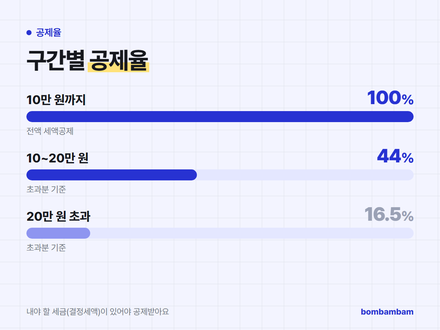 공제율
구간별 공제율
10만 원까지 100%
전액 세액공제
10~20만 원 44%
초과분 기준
20만 원 초과 16.5%
초과분 기준
내야 할 세금(결정세액)이 있어야 공제받아요 bombambam